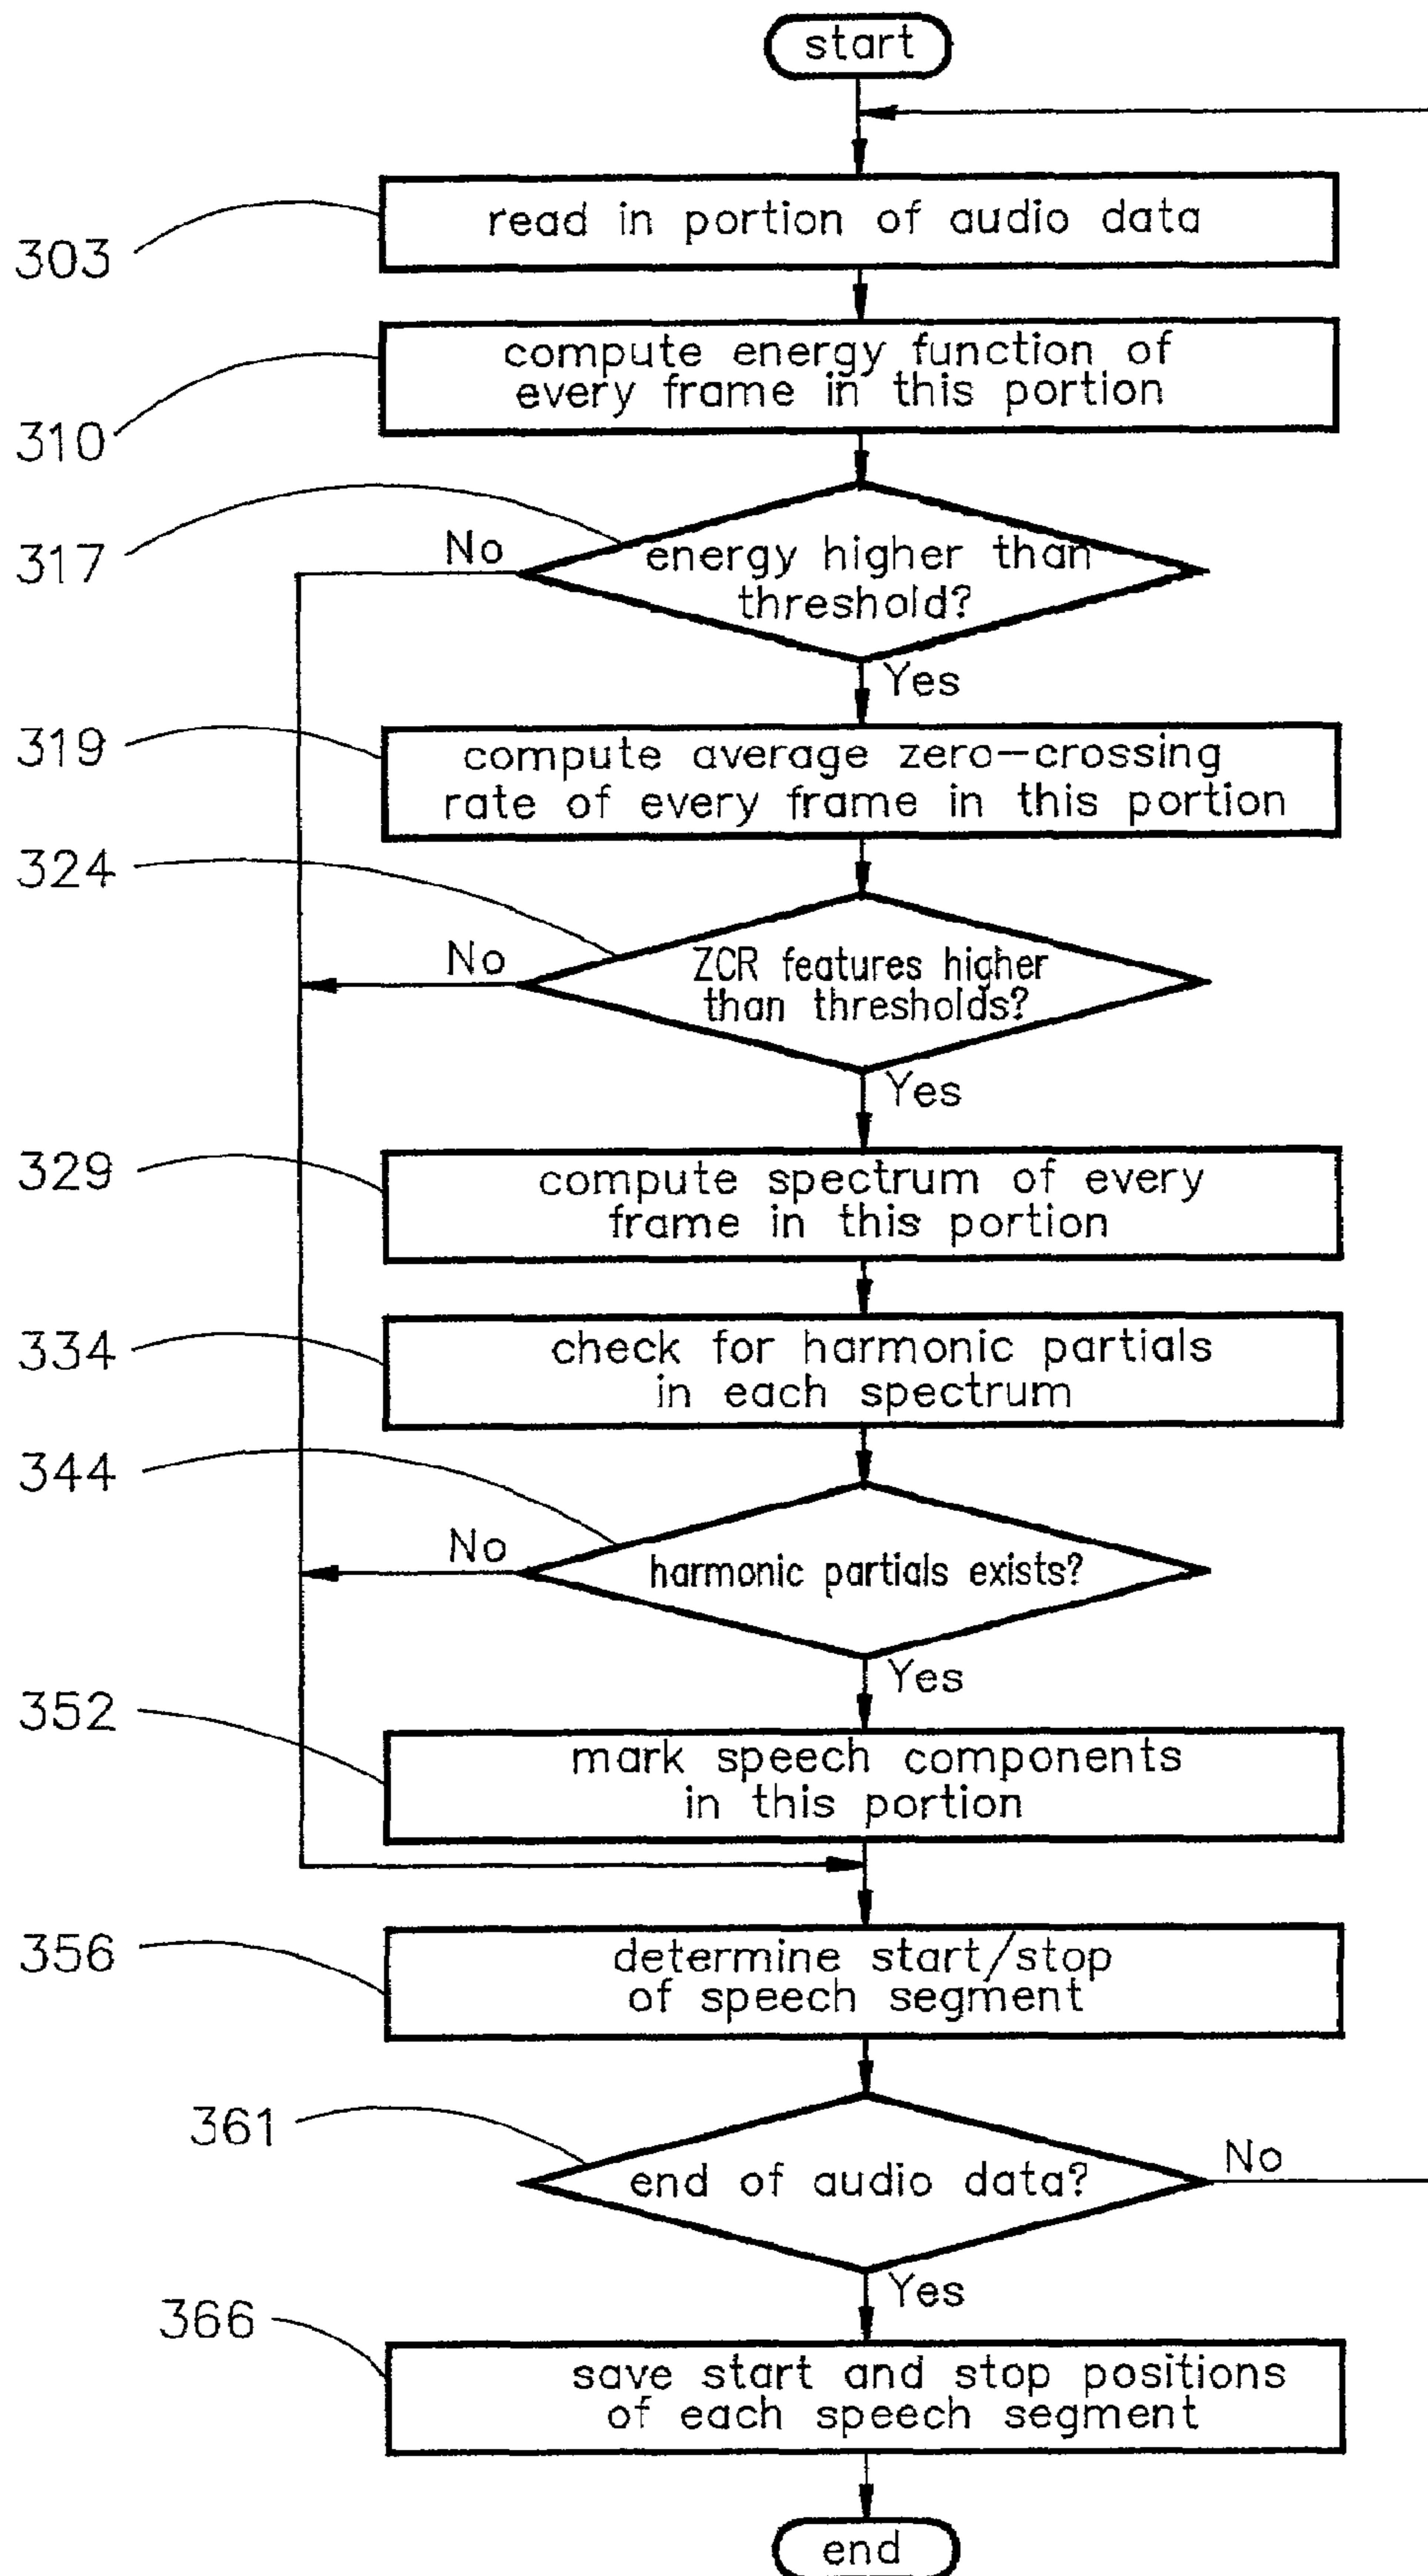 start
303
read in portion of audio data
310
compute energy function of
every frame in this portion
317
No
energy higher than
threshold?
Yes
319
compute average zero-crossing
rate of every frame in this portion
324
No
ZCR features higher
than thresholds?
Yes
329
compute spectrum of every
frame in this portion
334
check for harmonic partials
in each spectrum
344
No
harmonic partials exists?
Yes
352
mark speech components
in this portion
356
determine start/stop
of speech segment
361
end of audio data?
No
Yes
366
save start and stop positions
of each speech segment
end